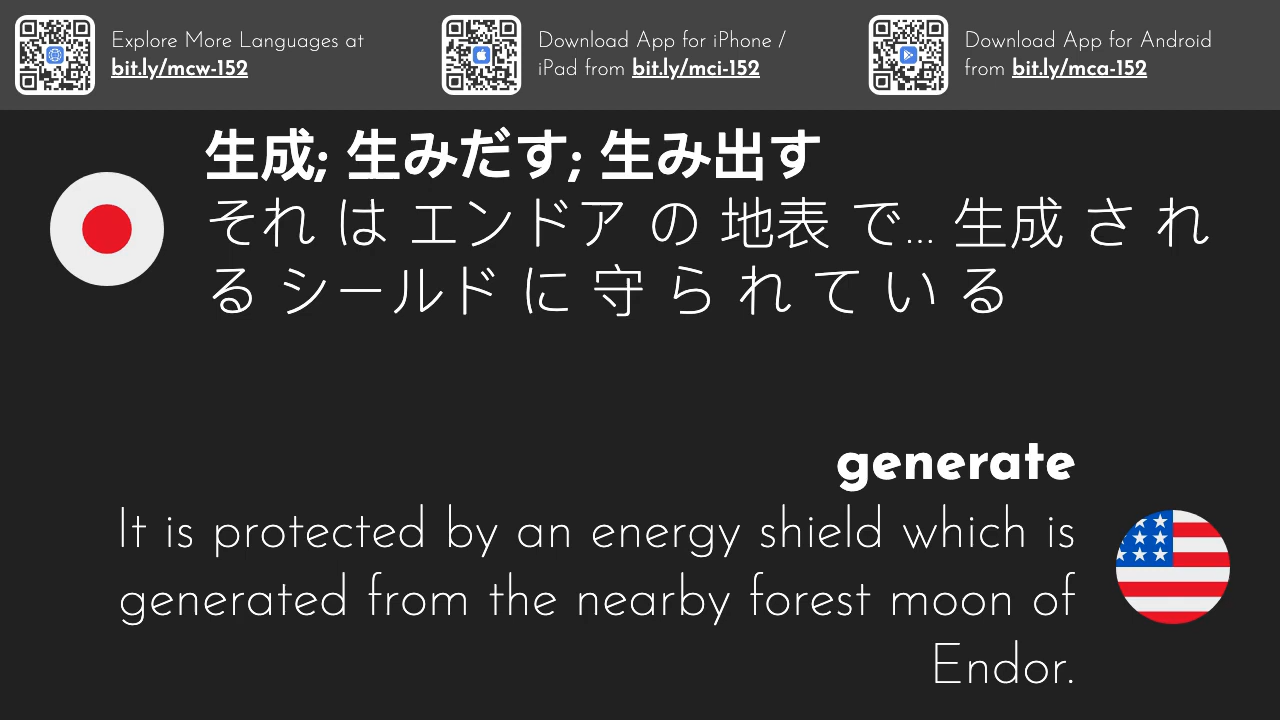 Explore More Languages at
bit.ly/mcw-152
Download App for iPhone /
iPad from bit.ly/mci-152
Download App for Android
from bit.ly/mca-152
生成; 生みだす; 生み出す
それ は エンドア の 地表 で... 生成 さ れ
る シールド に 守 ら れ て い る
generate
It is protected by an energy shield which is
generated from the nearby forest moon of
Endor.